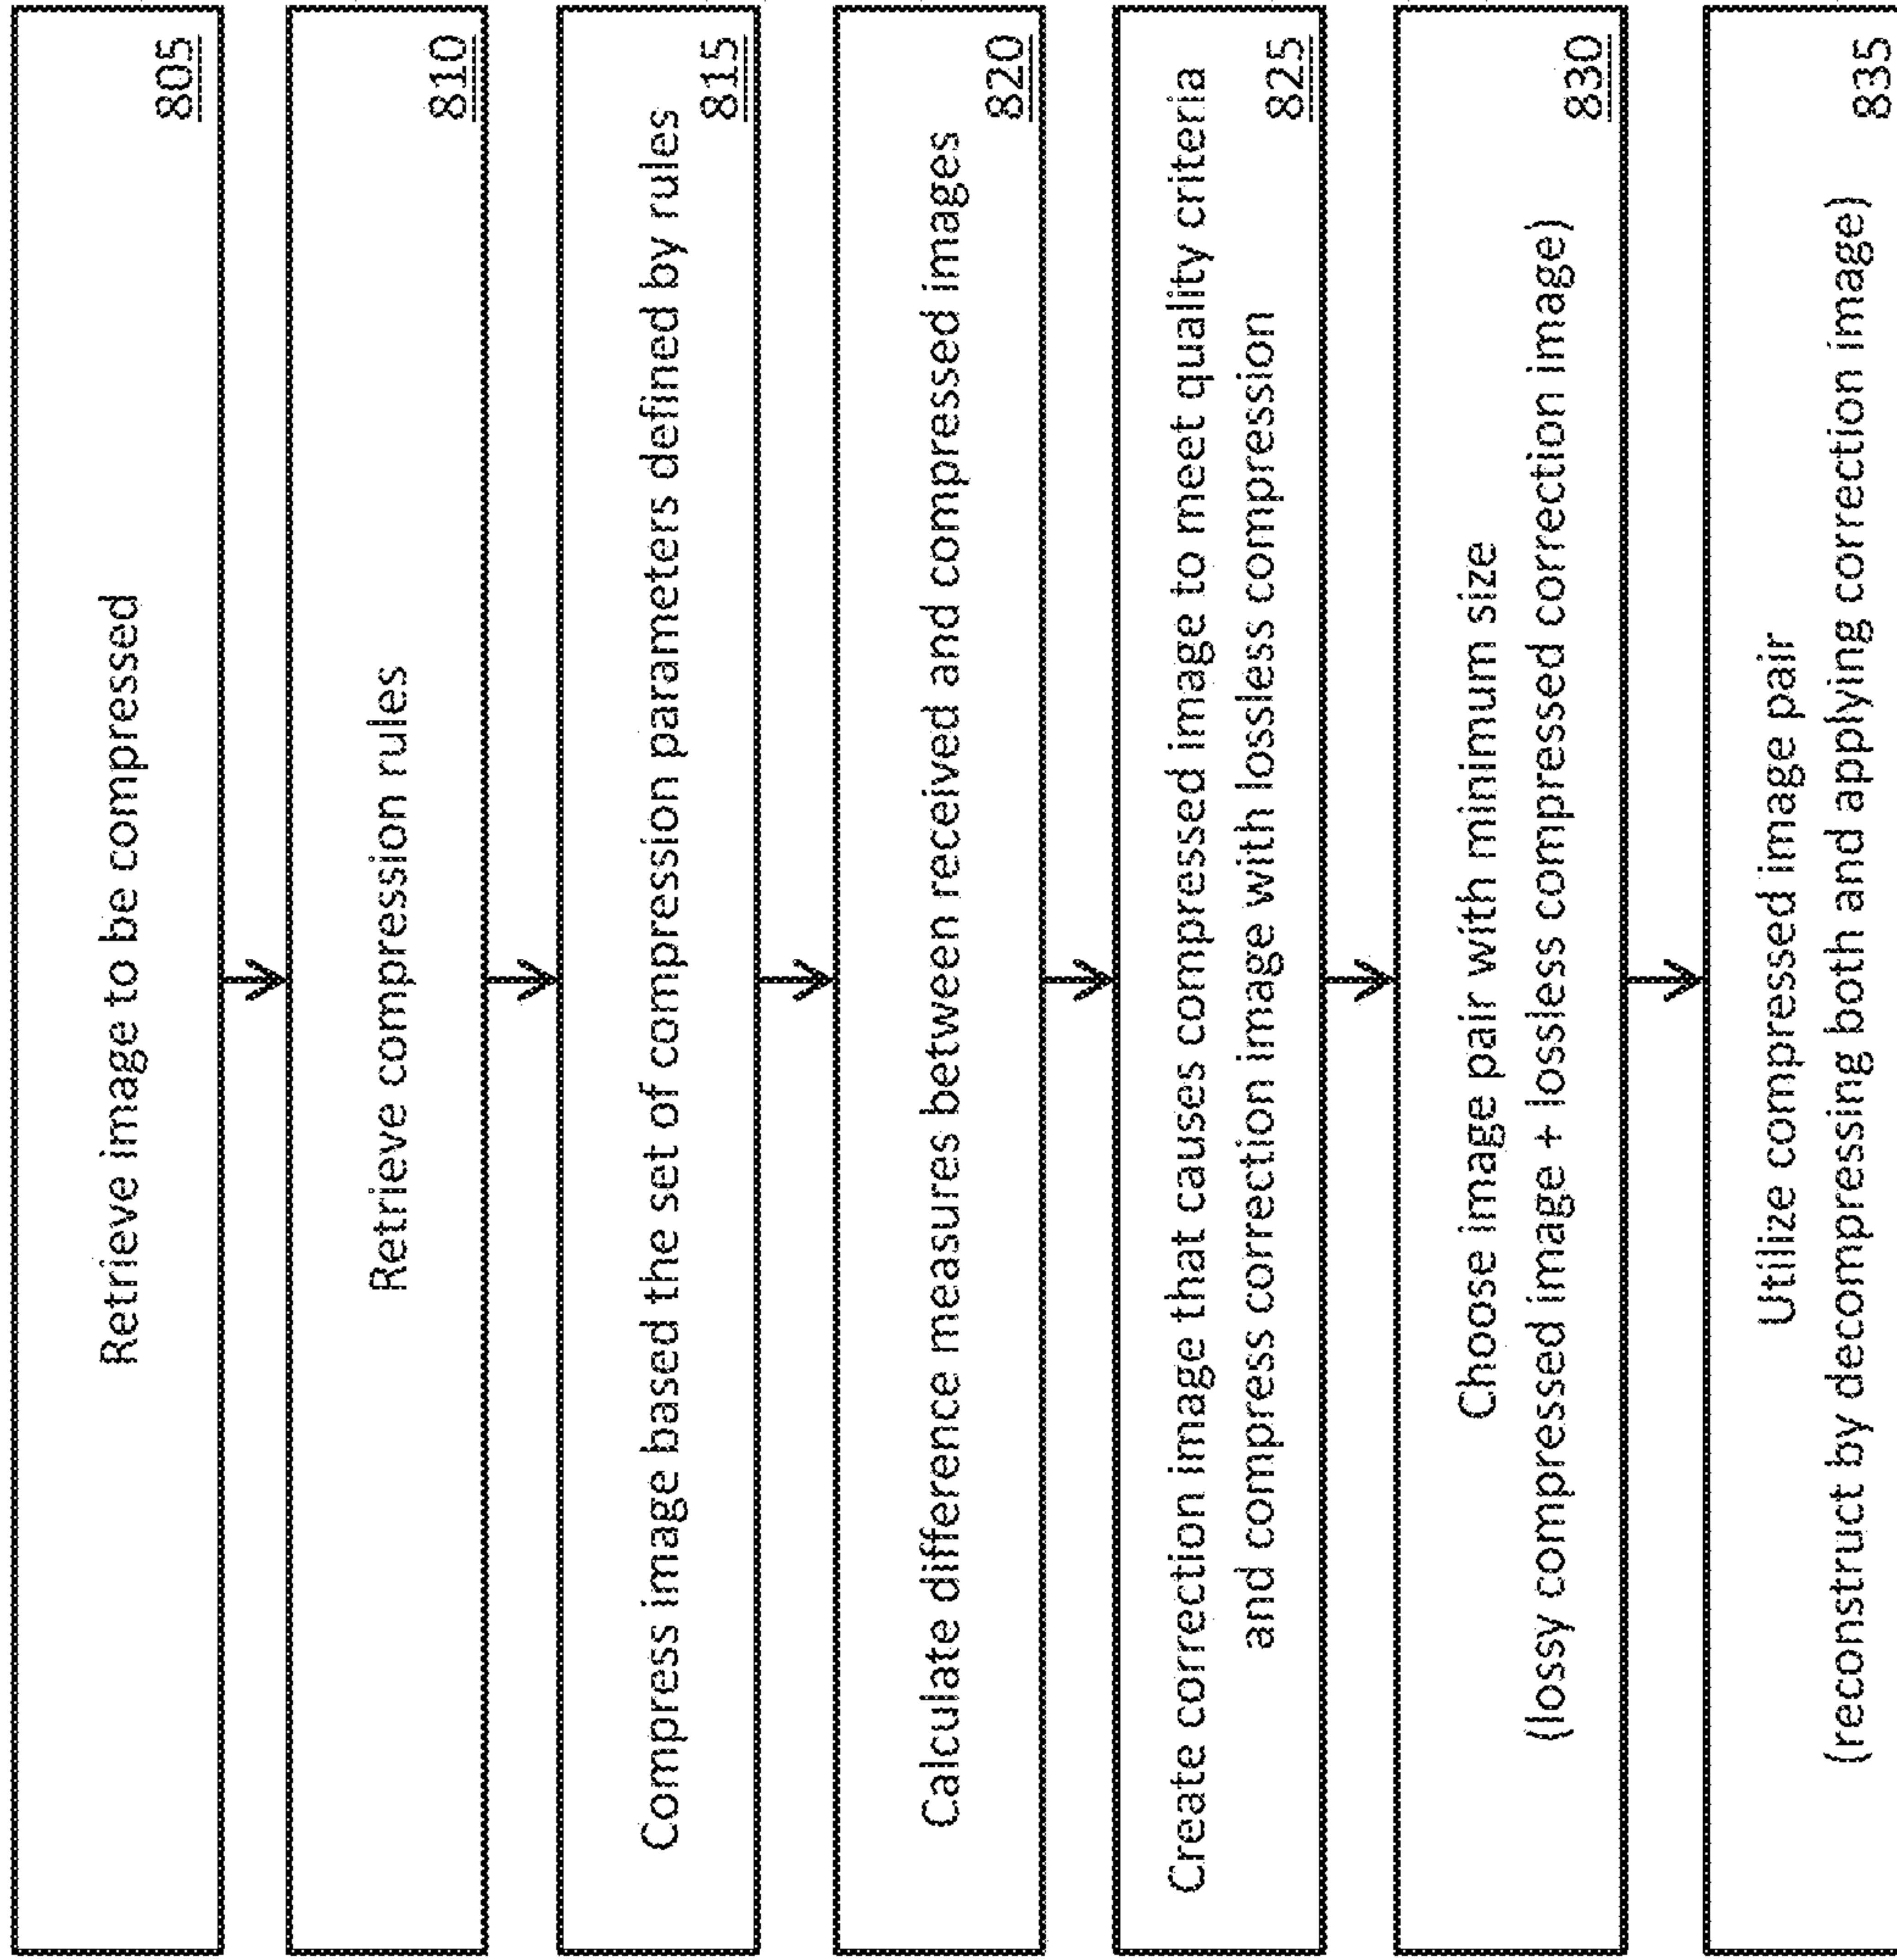 Retrieve image to be compressed
805
Retrieve compression rules
810
Compress image based the set of compression parameters defined by rules
815
Calculate difference measures between received and compressed images
820
Create correction image that causes compressed image to meet quality criteria
and compress correction image with lossless compression
825
Choose image pair with minimum size
(lossy compressed image + lossless compressed correction image)
830
Utilize compressed image pair
(reconstruct by decompressing both and applying correction image)
835